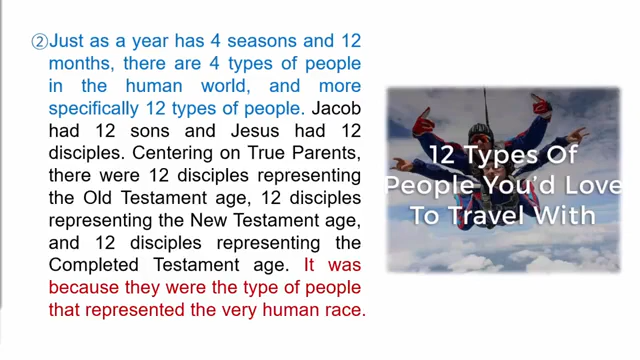 ②Just as a year has 4 seasons and 12
months, there are 4 types of people
in the human world, and more
specifically 12 types of people. Jacob
had 12 sons and Jesus had 12
disciples. Centering on True Parents,
there were 12 disciples representing
the Old Testament age, 12 disciples
representing the New Testament age,
and 12 disciples representing the
Completed Testament age. It was
because they were the type of people
that represented the very human race.
12 Types Of
People You'd Love
To Travel With